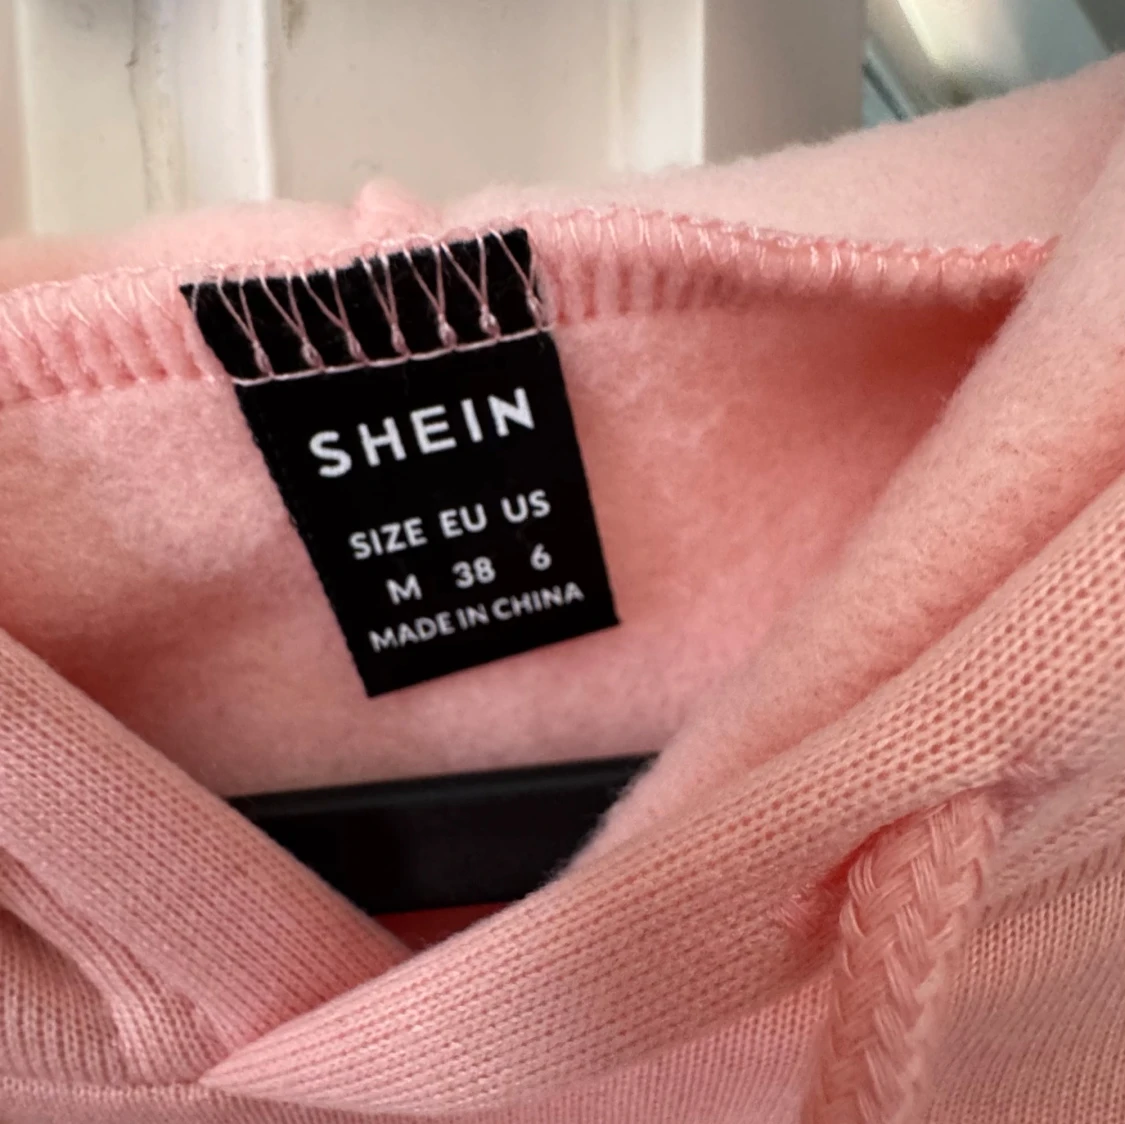 SHEIN
SIZE EU US
M 38 6
MADE IN CHINA